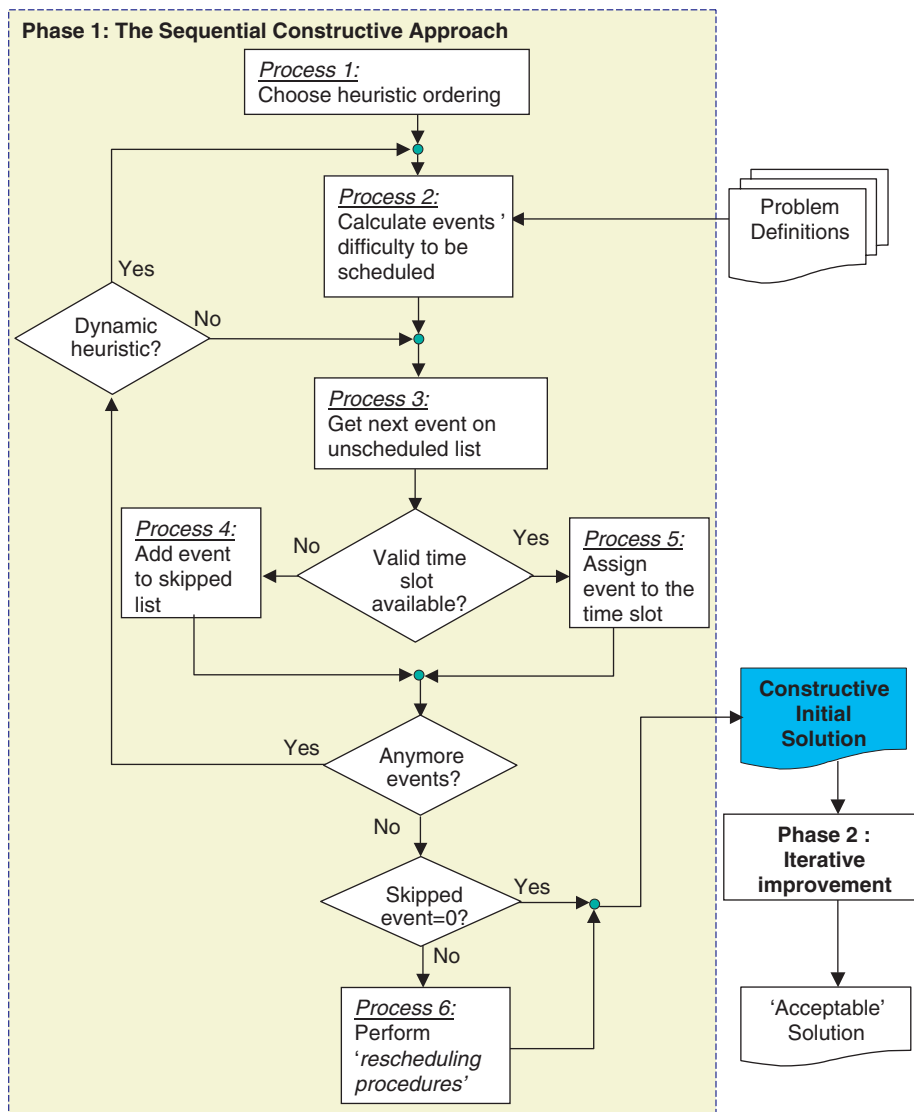 Phase 1: The Sequential Constructive Approach
Process 1:
Choose heuristic ordering
Process 2:
Calculate events '
difficulty to be
scheduled
Problem
Definitions
Yes
Dynamic
heuristic?
No
Process 3:
Get next event on
unscheduled list
Process 4:
Add event
to skipped
list
No
Valid time
slot
available?
Yes
Process 5:
Assign
event to the
time slot
Constructive
Initial
Solution
Yes
Anymore
events?
No
Phase 2 :
Iterative
improvement
Skipped
event=0?
Yes
No
Process 6:
Perform
'rescheduling
procedures'
'Acceptable'
Solution